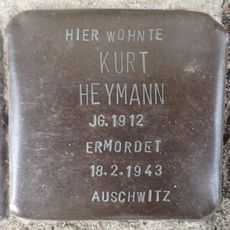 HIER WOHNTE
KURT
HEYMANN
JG. 1912
ERMORDET
18.2.1943
AUSCHWITZ